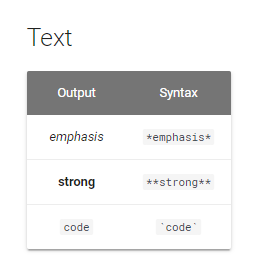 Text
Output Syntax
emphasis *emphasis*
strong **strong**
code `code`